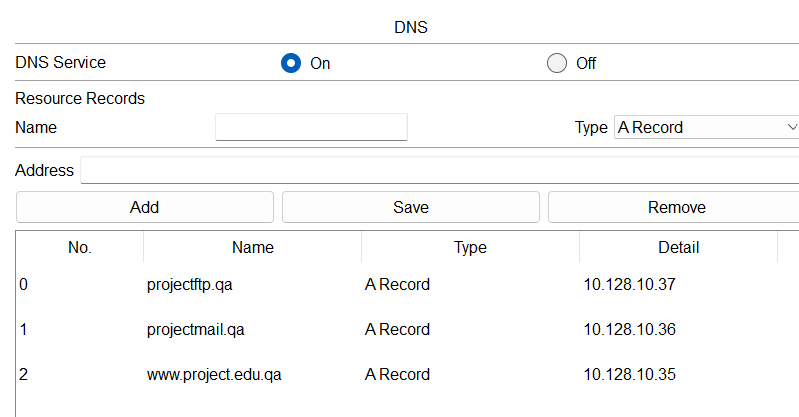 DNS
DNS Service On Off
Resource Records
Name Type A Record
Address
Add Save Remove
No. Name Type Detail
0 projectftp.qa A Record 10.128.10.37
1 projectmail.qa A Record 10.128.10.36
2 www.project.edu.qa A Record 10.128.10.35